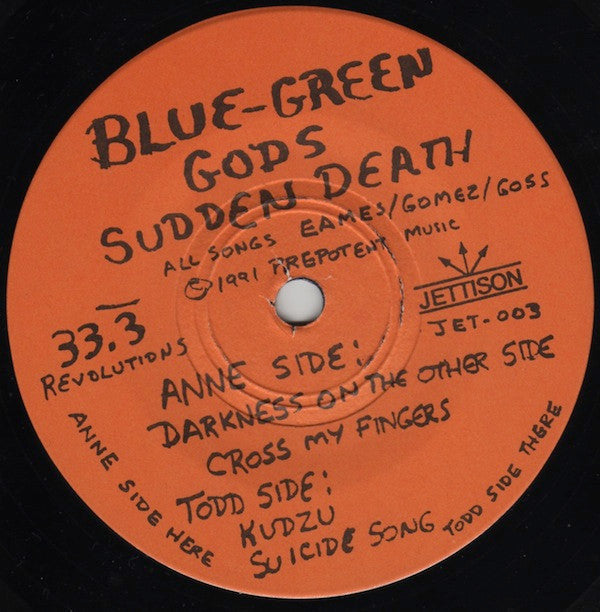 BLUE-GREEN
GODS
SUDDEN DEATH
ALL SONGS EAMES/GOMEZ/GOSS
© 1991 PREPOTENT MUSIC
JETTISON
JET-003
33.3̅
REVOLUTIONS
ANNE SIDE:
DARKNESS ON THE OTHER SIDE
CROSS MY FINGERS
TODD SIDE:
KUDZU
SUICIDE SONG
ANNE SIDE HERE
TODD SIDE THERE